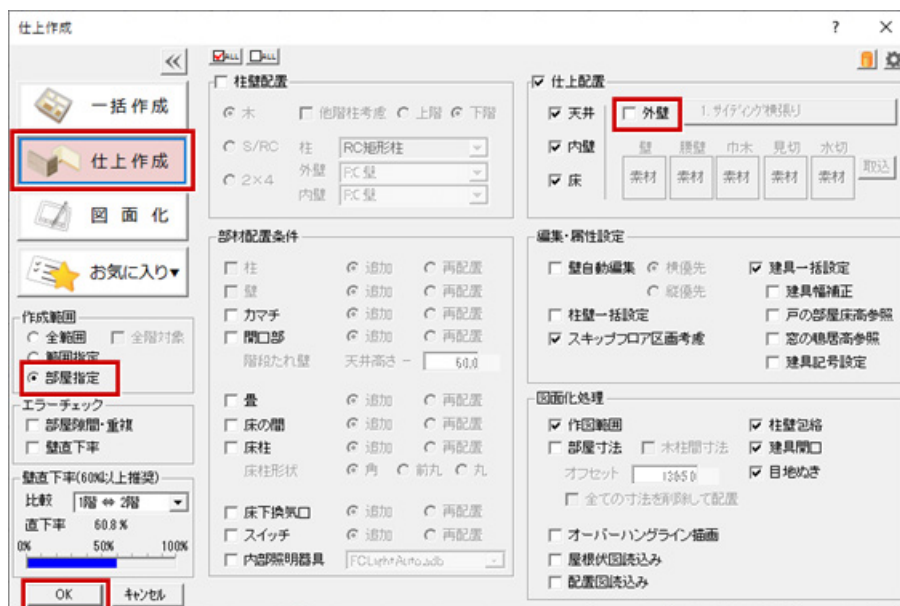 仕上作成
? ×
≪
一括作成
仕上作成
図面化
お気に入り▼
作成範囲
全範囲 全階対象
範囲指定
部屋指定
エラーチェック
部屋隙間・重複
壁直下率
壁直下率(60%以上推奨)
比較 1階 ⇔ 2階
直下率 60.8 %
0% 50% 100%
OK キャンセル
ALL ALL
柱壁配置
木 他階柱考慮 上階 下階
S/RC 柱 RC矩形柱
2×4 外壁 RC壁
内壁 RC壁
部材配置条件
柱 追加 再配置
壁 追加 再配置
カマチ 追加 再配置
開口部 追加 再配置
階段たれ壁 天井高さ - 60.0
畳 追加 再配置
床の間 追加 再配置
床柱 追加 再配置
床柱形状 角 前丸 丸
床下換気口 追加 再配置
スイッチ 追加 再配置
内部照明器具 FCLightAuto.adb
仕上配置
天井 外壁 1. サイディング横張り
内壁 壁 腰壁 巾木 見切 水切
床 素材 素材 素材 素材 素材 取込
編集・属性設定
壁自動編集 横優先 建具一括設定
縦優先 建具幅補正
柱壁一括設定 戸の部屋床高参照
スキップフロア区画考慮 窓の鴨居高参照
建具記号設定
図面化処理
作図範囲 柱壁包絡
部屋寸法 木柱間寸法 建具開口
オフセット 1365.0 目地ぬき
全ての寸法を削除して配置
オーバーハングライン描画
屋根伏図読込み
配置図読込み